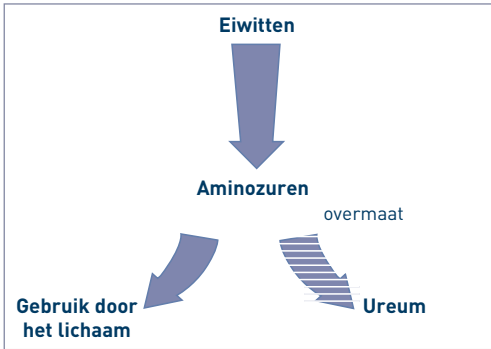 Eiwitten
Aminozuren
overmaat
Gebruik door
het lichaam
Ureum